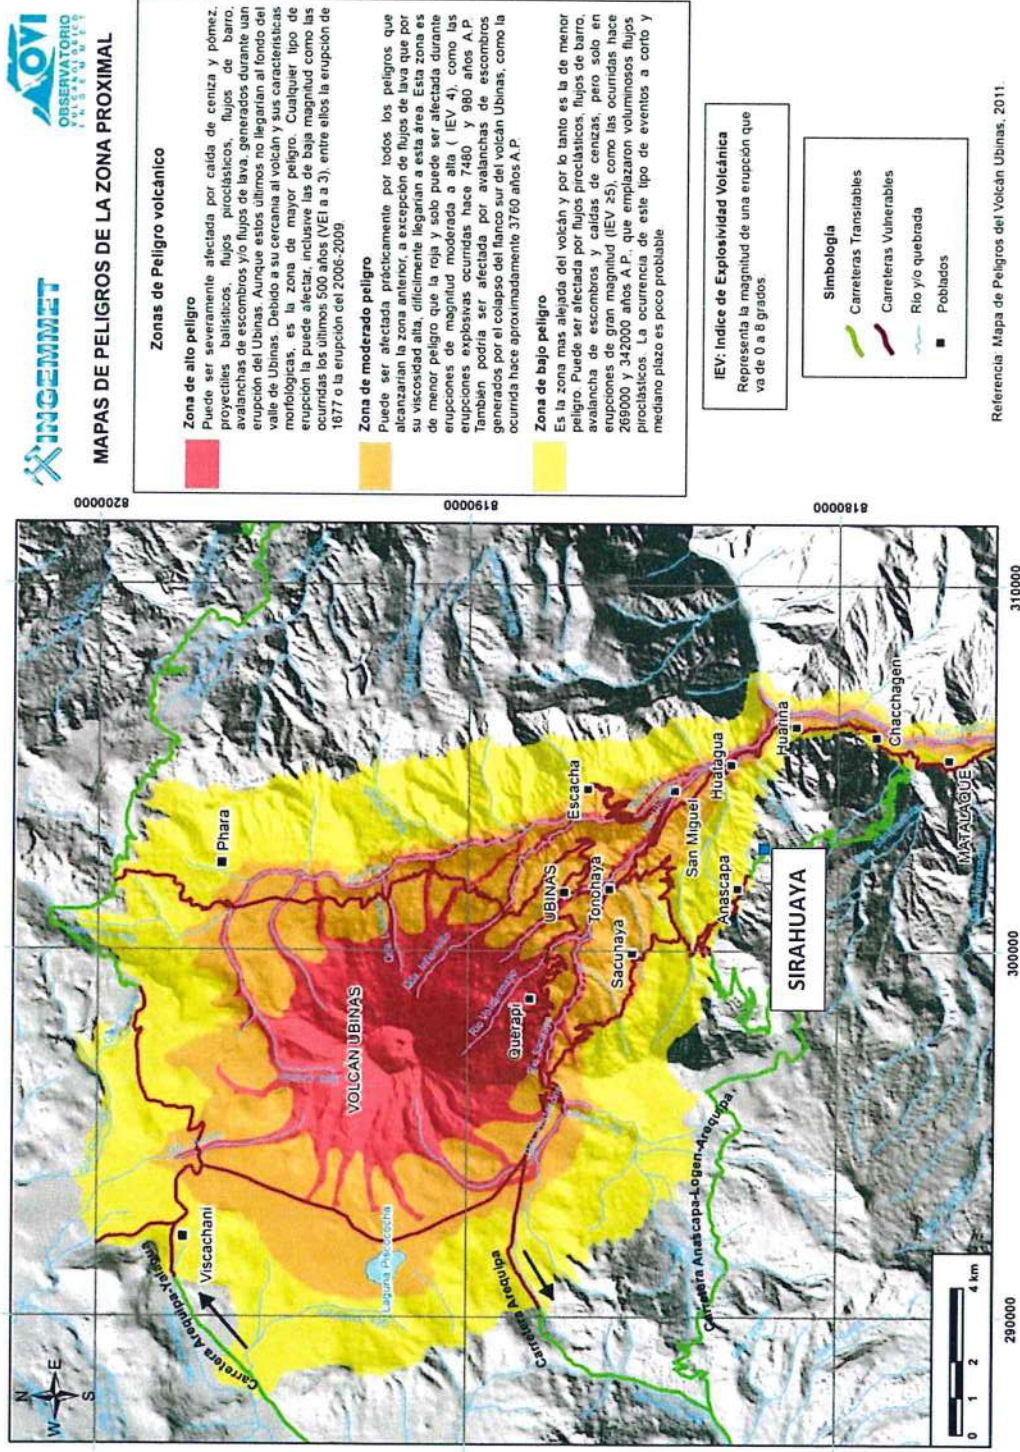 INGEMMET
OVI
OBSERVATORIO
VULCANOLÓGICO
INGEMMET
MAPAS DE PELIGROS DE LA ZONA PROXIMAL
Zonas de Peligro volcánico
Zona de alto peligro
Puede ser severamente afectada por caída de ceniza y pómez,
proyectiles balísticos, flujos piroclásticos, flujos de barro,
avalanchas de escombros y/o flujos de lava, generados durante uan
erupción del Ubinas. Aunque estos últimos no llegarían al fondo del
valle de Ubinas. Debido a su cercania al volcán y sus características
morfológicas, es la zona de mayor peligro. Cualquier tipo de
erupción la puede afectar, inclusive las de baja magnitud como las
ocurridas los últimos 500 años (VEI a 3), entre ellos la erupción de
1677 o la erupción del 2006-2009.
Zona de moderado peligro
Puede ser afectada prácticamente por todos los peligros que
alcanzarían la zona anterior, a excepción de flujos de lava que por
su viscosidad alta, difícilmente llegarían a esta área. Esta zona es
de menor peligro que la roja y solo puede ser afectada durante
erupciones de magnitud moderada a alta ( IEV 4), como las
erupciones explosivas ocurridas hace 7480 y 980 años A.P.
También podría ser afectada por avalanchas de escombros
generados por el colapso del flanco sur del volcán Ubinas, como la
ocurrida hace aproximadamente 3760 años A.P.
Zona de bajo peligro
Es la zona mas alejada del volcán y por lo tanto es la de menor
peligro. Puede ser afectada por flujos piroclásticos, flujos de barro,
avalancha de escombros y caídas de cenizas, pero solo en
erupciones de gran magnitud (IEV ≥5), como las ocurridas hace
269000 y 342000 años A.P., que emplazaron voluminosos flujos
piroclásticos. La ocurrencia de este tipo de eventos a corto y
mediano plazo es poco probable
IEV: Indice de Explosividad Volcánica
Representa la magnitud de una erupción que
va de 0 a 8 grados
Simbología
Carreteras Transitables
Carreteras Vulnerables
Río y/o quebrada
Poblados
Referencia: Mapa de Peligros del Volcán Ubinas, 2011.
N
W
E
S
8200000
8190000
8180000
290000
300000
310000
Carretera Arequipa-Yalagua
Viscachani
Phara
VOLCAN UBINAS
Laguna Piscococha
Querapi
UBINAS
Escacha
Tonohaya
Sacunaya
San Miguel
Huatagua
Anascapa
Huarina
Chacchagen
MATALAQUE
SIRAHUAYA
Carretera Arequipa
Carretera Anascapa-Logen-Arequipa
0 1 2 4 km